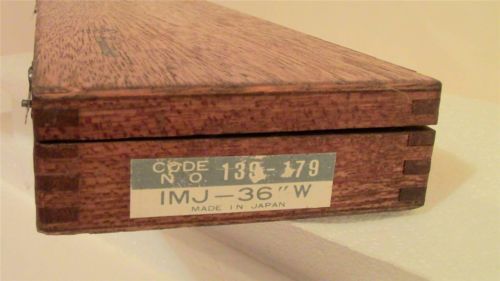 CODE
NO. 139-179
IMJ-36"W
MADE IN JAPAN